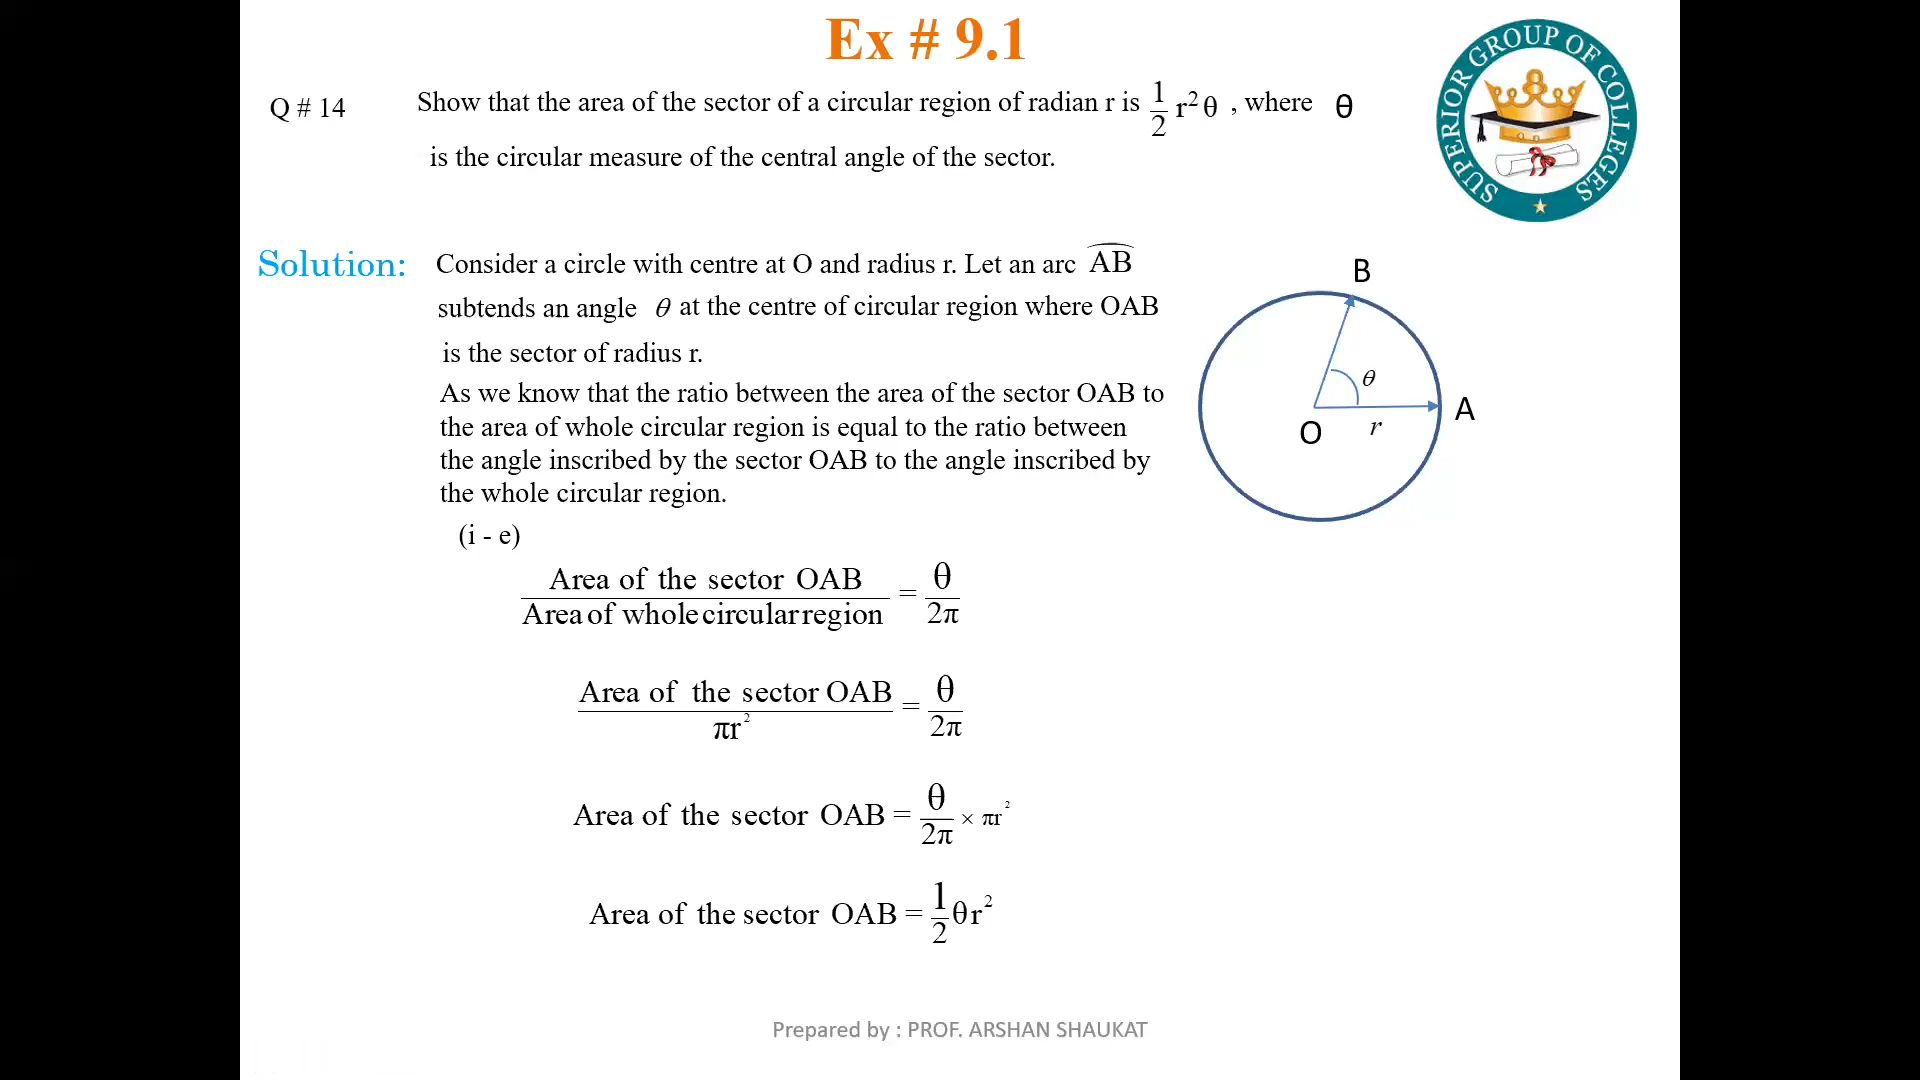 Ex # 9.1
Q # 14 Show that the area of the sector of a circular region of radian r is 1/2 r²θ , where θ
is the circular measure of the central angle of the sector.
SUPERIOR GROUP OF COLLEGES
Solution: Consider a circle with centre at O and radius r. Let an arc A͡B
subtends an angle θ at the centre of circular region where OAB
is the sector of radius r.
As we know that the ratio between the area of the sector OAB to
the area of whole circular region is equal to the ratio between
the angle inscribed by the sector OAB to the angle inscribed by
the whole circular region.
(i - e)
Area of the sector OAB / Area of whole circular region = θ / 2π
Area of the sector OAB / πr² = θ / 2π
Area of the sector OAB = θ / 2π × πr²
Area of the sector OAB = 1/2 θr²
B
θ
A
O
r
Prepared by : PROF. ARSHAN SHAUKAT